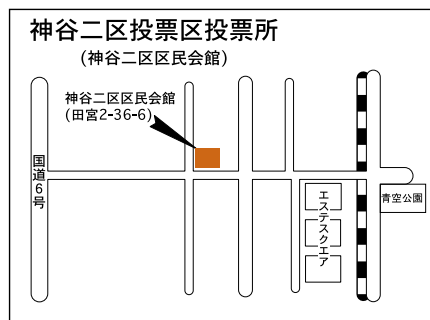 神谷二区投票区投票所
(神谷二区区民会館)
神谷二区区民会館
(田宮2-36-6)
国道6号
エステスクエア
青空公園